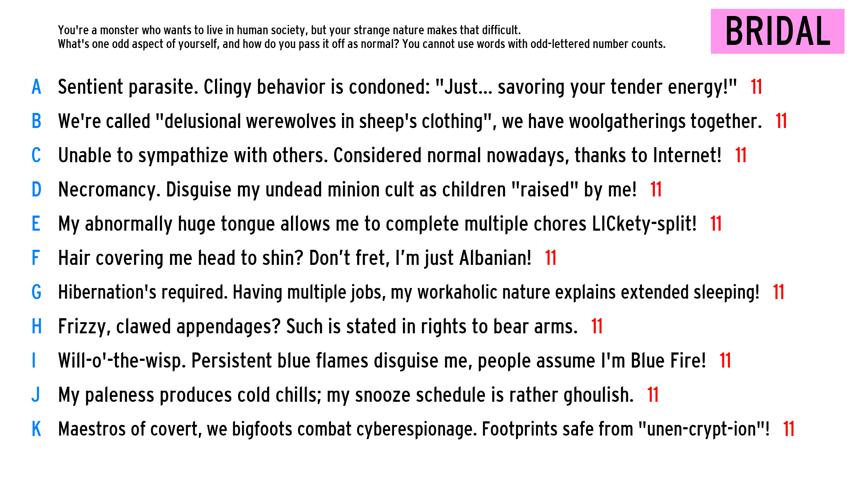 You're a monster who wants to live in human society, but your strange nature makes that difficult.
What's one odd aspect of yourself, and how do you pass it off as normal? You cannot use words with odd-lettered number counts.
BRIDAL
A Sentient parasite. Clingy behavior is condoned: "Just... savoring your tender energy!" 11
B We're called "delusional werewolves in sheep's clothing", we have woolgatherings together. 11
C Unable to sympathize with others. Considered normal nowadays, thanks to Internet! 11
D Necromancy. Disguise my undead minion cult as children "raised" by me! 11
E My abnormally huge tongue allows me to complete multiple chores LICkety-split! 11
F Hair covering me head to shin? Don’t fret, I’m just Albanian! 11
G Hibernation's required. Having multiple jobs, my workaholic nature explains extended sleeping! 11
H Frizzy, clawed appendages? Such is stated in rights to bear arms. 11
I Will-o'-the-wisp. Persistent blue flames disguise me, people assume I'm Blue Fire! 11
J My paleness produces cold chills; my snooze schedule is rather ghoulish. 11
K Maestros of covert, we bigfoots combat cyberespionage. Footprints safe from "unen-crypt-ion"! 11